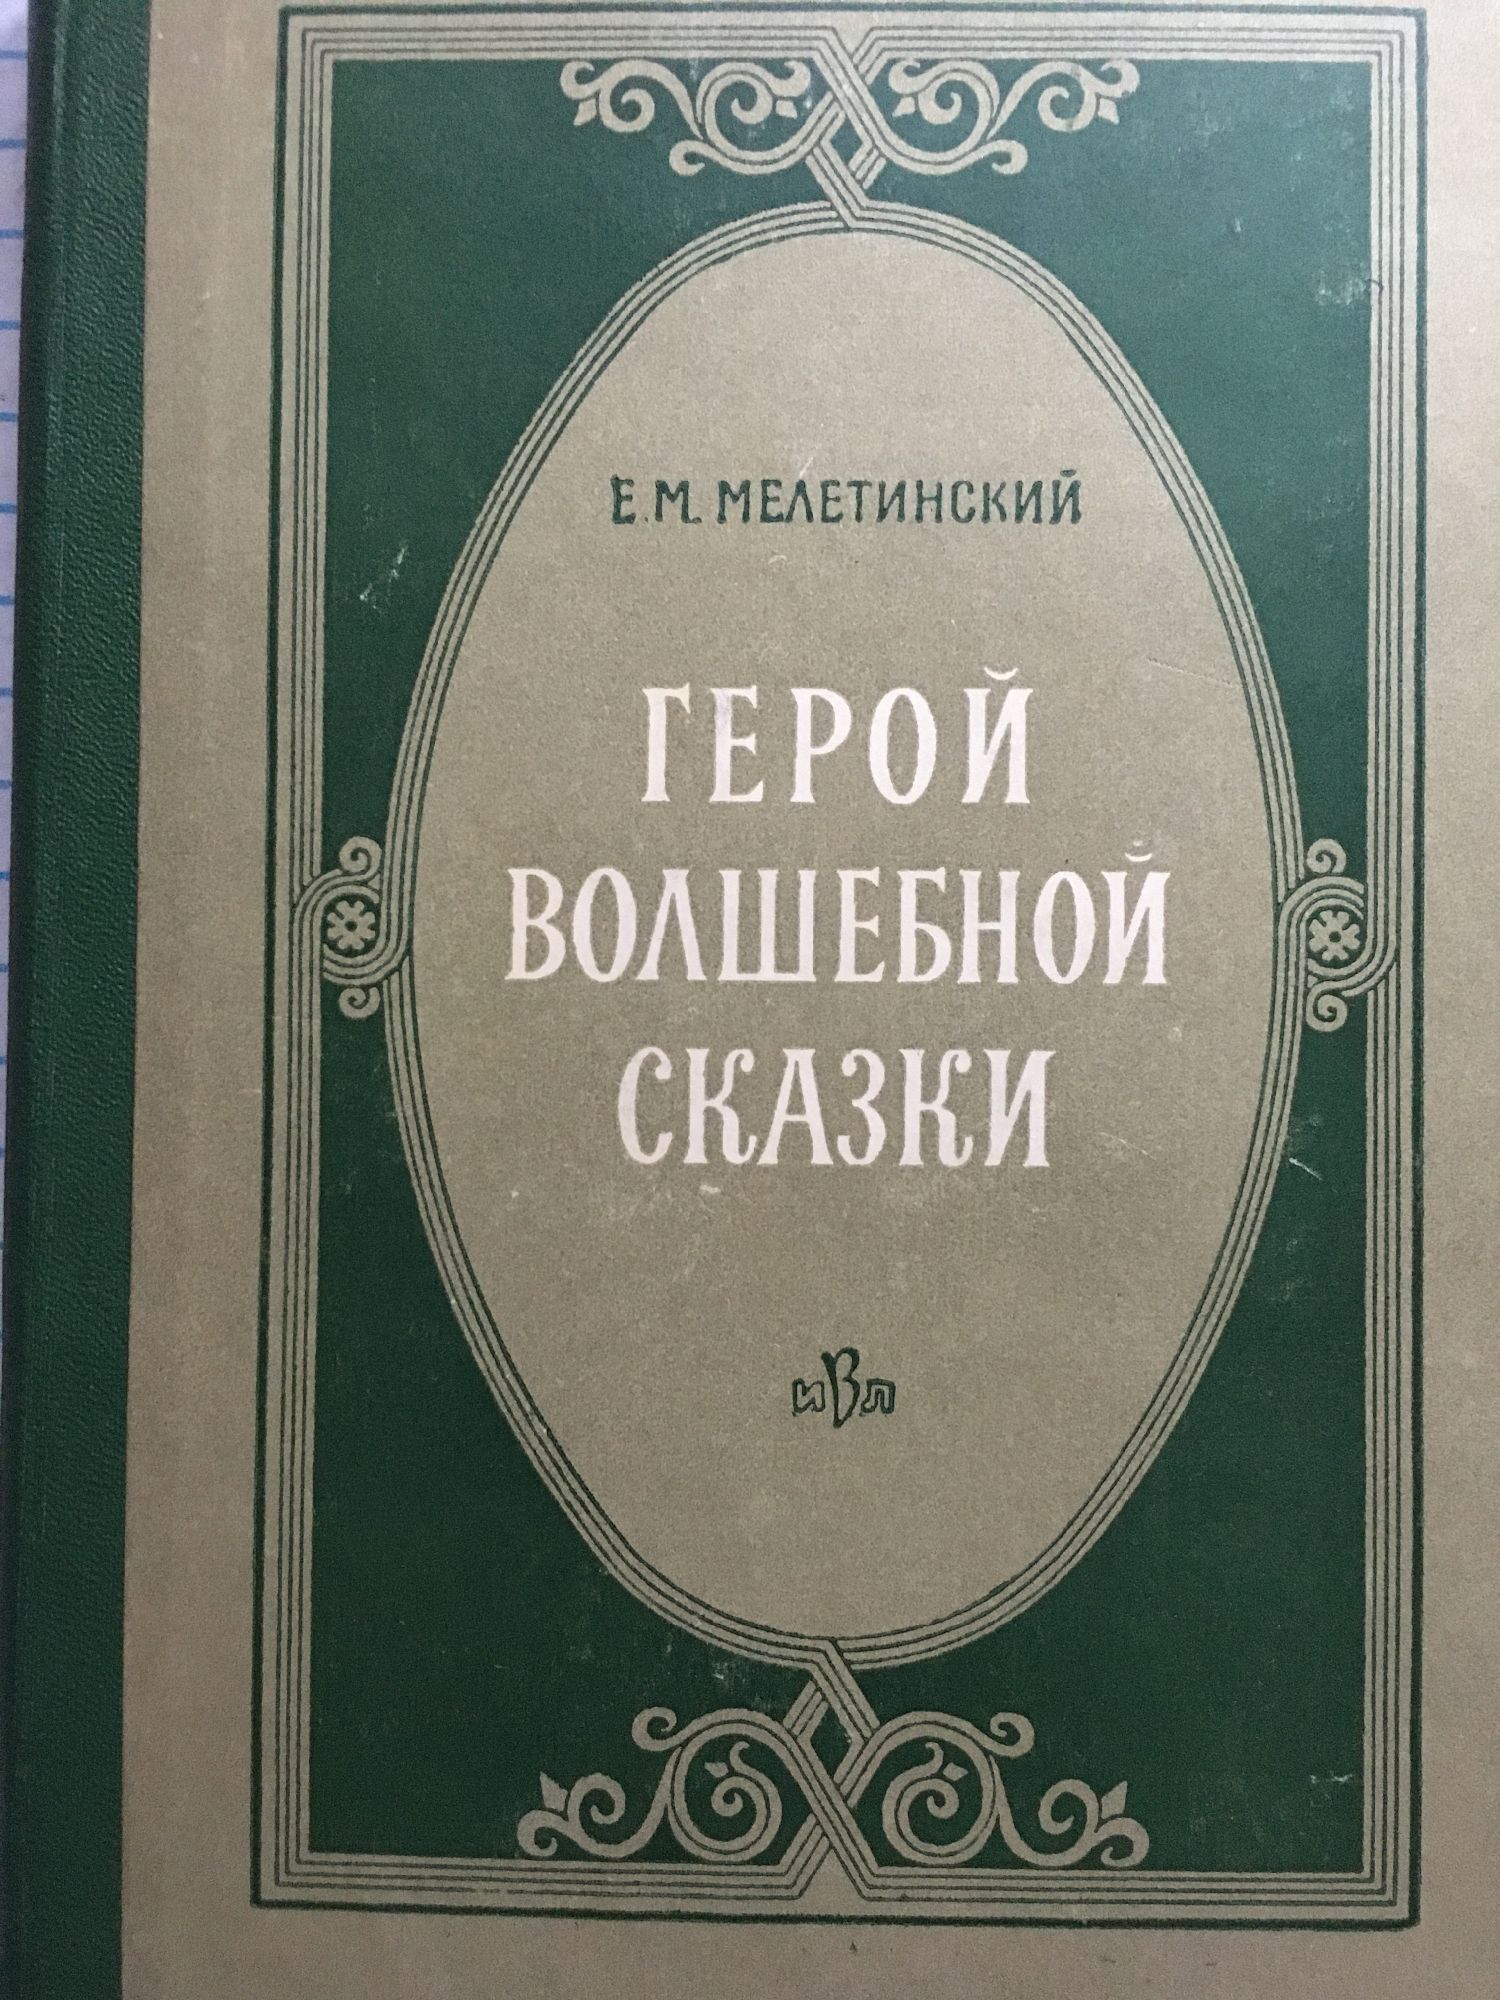 Е. М. МЕЛЕТИНСКИЙ
ГЕРОЙ
ВОЛШЕБНОЙ
СКАЗКИ
иВл